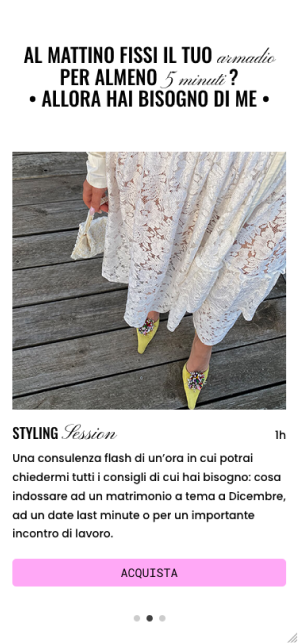 AL MATTINO FISSI IL TUO armadio
PER ALMENO 5 minuti ?
• ALLORA HAI BISOGNO DI ME •
STYLING Session 1h
Una consulenza flash di un’ora in cui potrai
chiedermi tutti i consigli di cui hai bisogno: cosa
indossare ad un matrimonio a tema a Dicembre,
ad un date last minute o per un importante
incontro di lavoro.
ACQUISTA